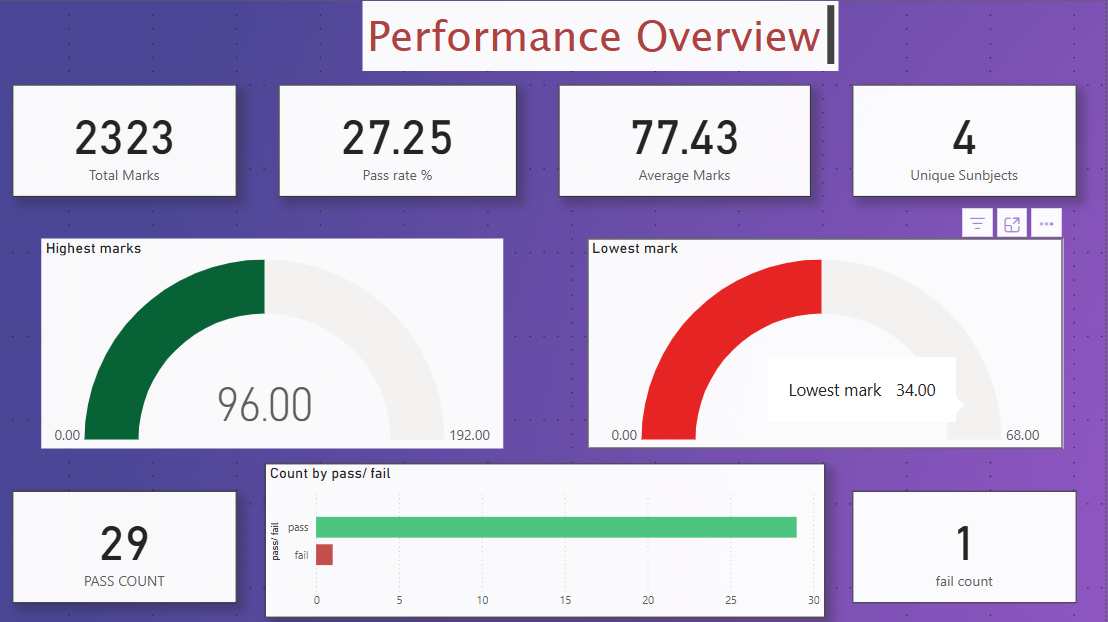 Performance Overview
2323
Total Marks
27.25
Pass rate %
77.43
Average Marks
4
Unique Sunbjects
Highest marks
96.00
0.00
192.00
Lowest mark
Lowest mark 34.00
0.00
68.00
29
PASS COUNT
Count by pass/ fail
pass/ fail
pass
fail
0 5 10 15 20 25 30
1
fail count